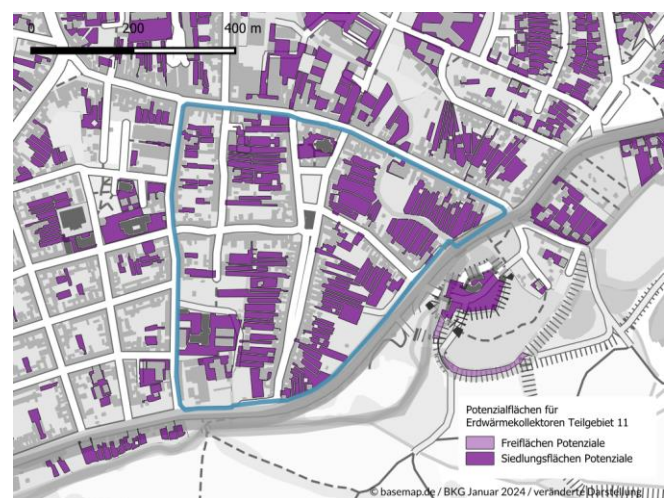 0 200 400 m
Potenzialflächen für
Erdwärmekollektoren Teilgebiet 11
Freiflächen Potenziale
Siedlungsflächen Potenziale
© basemap.de / BKG Januar 2024 / veränderte Darstellung